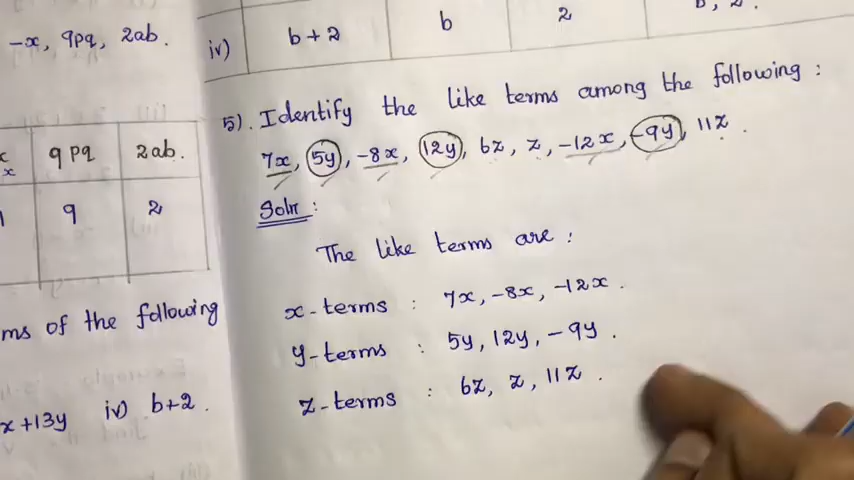 -x, 9pq, 2ab.
9pq 2ab.
1 9 2
ms of the following
x+13y iv) b+2.
iv) b+2 b 2 b, 2.
5). Identify the like terms among the following :
7x, 5y, -8x, 12y, 6z, z, -12x, -9y, 11z.
Soln :
The like terms are :
x-terms : 7x, -8x, -12x.
y-terms : 5y, 12y, -9y.
z-terms : 6z, z, 11z.